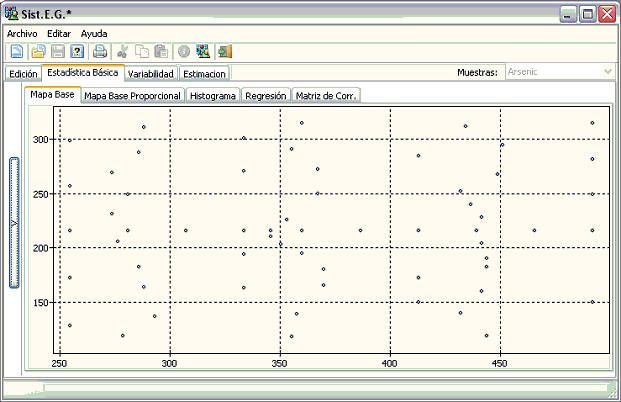 Sist.E.G.*
Archivo Editar Ayuda
Edición Estadística Básica Variabilidad Estimacion Muestras: Arsenic
Mapa Base Mapa Base Proporcional Histograma Regresión Matriz de Corr.
300
250
200
150
250 300 350 400 450